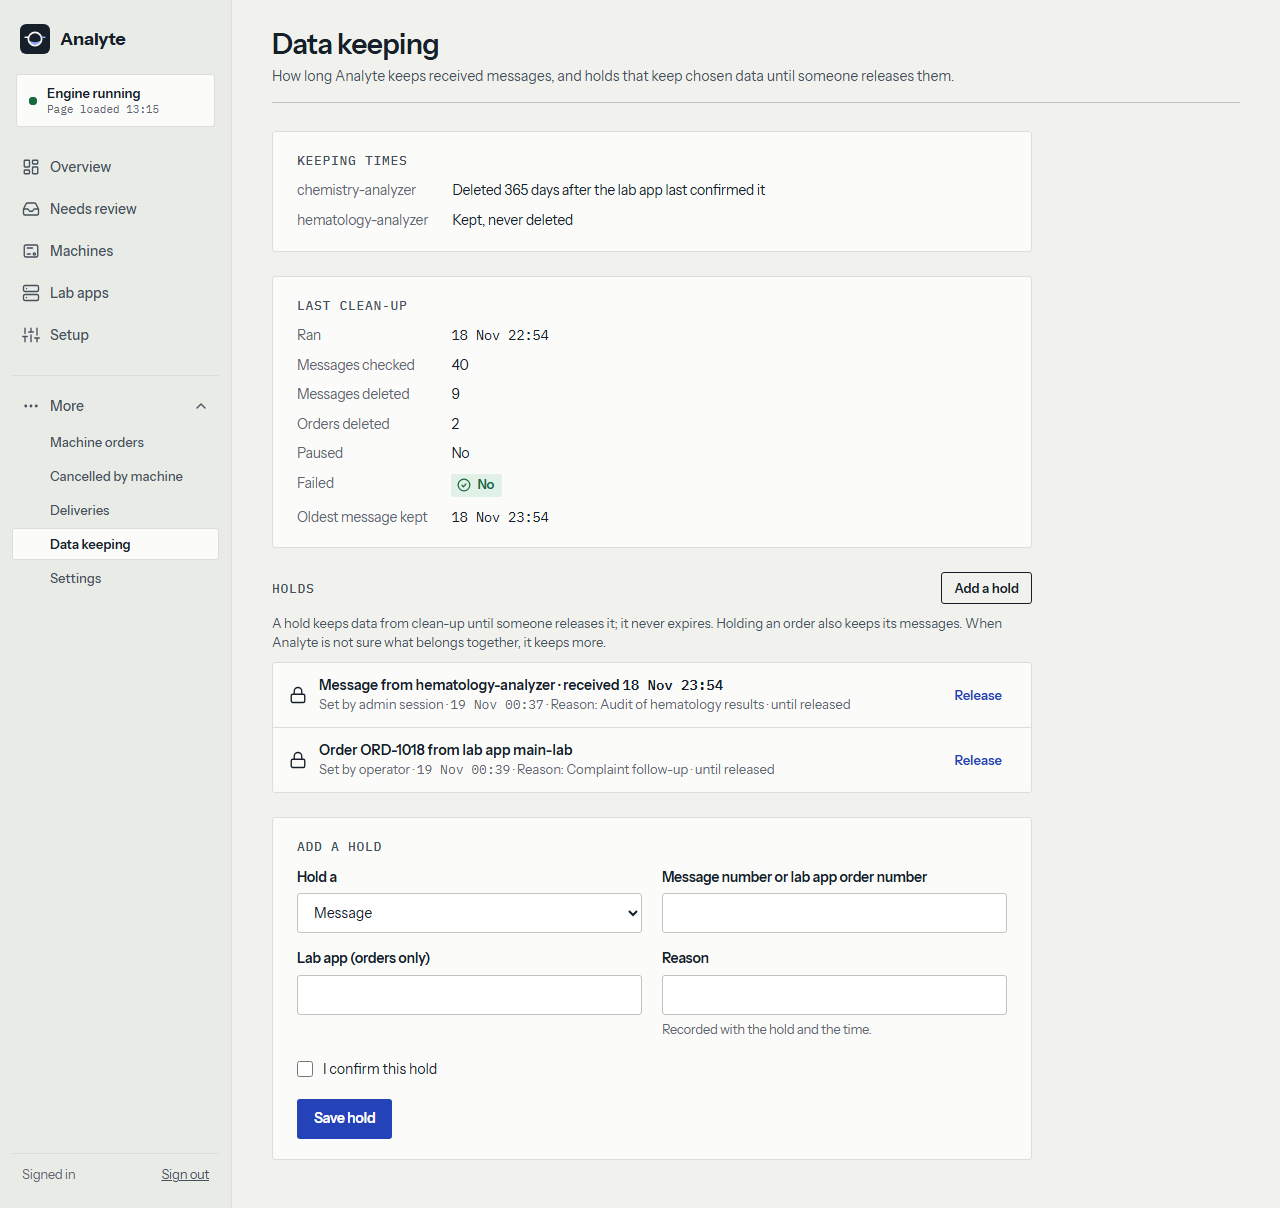 Analyte
Engine running
Page loaded 13:15
Overview
Needs review
Machines
Lab apps
Setup
More
Machine orders
Cancelled by machine
Deliveries
Data keeping
Settings
Signed in
Sign out
Data keeping
How long Analyte keeps received messages, and holds that keep chosen data until someone releases them.
KEEPING TIMES
chemistry-analyzer Deleted 365 days after the lab app last confirmed it
hematology-analyzer Kept, never deleted
LAST CLEAN-UP
Ran 18 Nov 22:54
Messages checked 40
Messages deleted 9
Orders deleted 2
Paused No
Failed No
Oldest message kept 18 Nov 23:54
HOLDS Add a hold
A hold keeps data from clean-up until someone releases it; it never expires. Holding an order also keeps its messages. When
Analyte is not sure what belongs together, it keeps more.
Message from hematology-analyzer · received 18 Nov 23:54
Set by admin session · 19 Nov 00:37 · Reason: Audit of hematology results · until released
Release
Order ORD-1018 from lab app main-lab
Set by operator · 19 Nov 00:39 · Reason: Complaint follow-up · until released
Release
ADD A HOLD
Hold a
Message
Message number or lab app order number
Lab app (orders only)
Reason
Recorded with the hold and the time.
I confirm this hold
Save hold